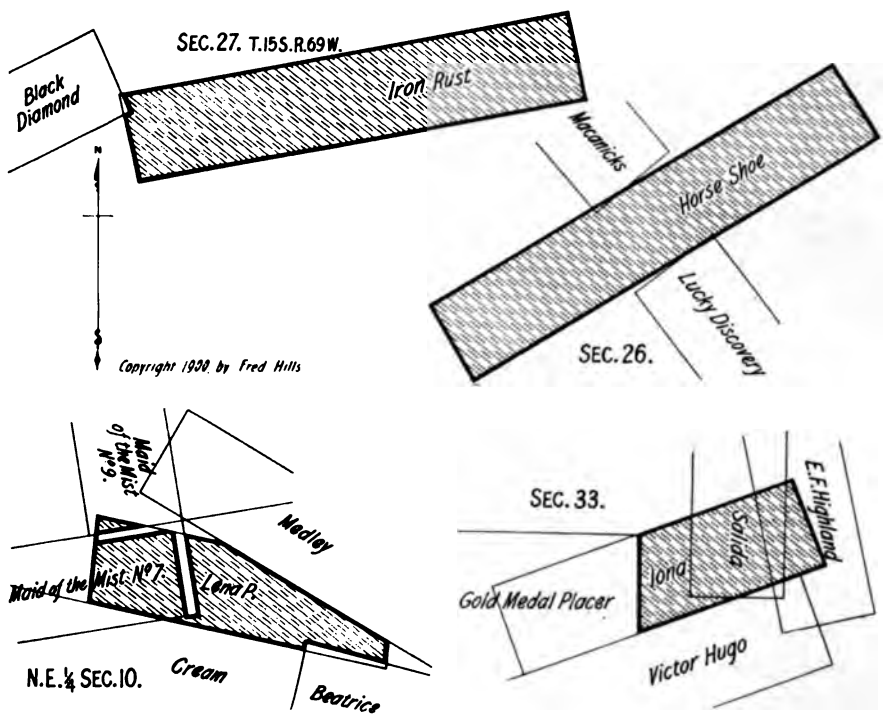 SEC. 27. T. 15 S. R. 69 W.
Black
Diamond
Iron Rust
Macanicks
Horse Shoe
Lucky Discovery
SEC. 26.
N
S
Copyright 1900. by Fred Hills
Maid
of the Mist
Nº 9.
Medley
Maid of the Mist Nº 7.
Lena P.
Cream
N.E. ¼ SEC. 10.
Beatrice
SEC. 33.
E.F. Highland
Salida
Iona
Gold Medal Placer
Victor Hugo